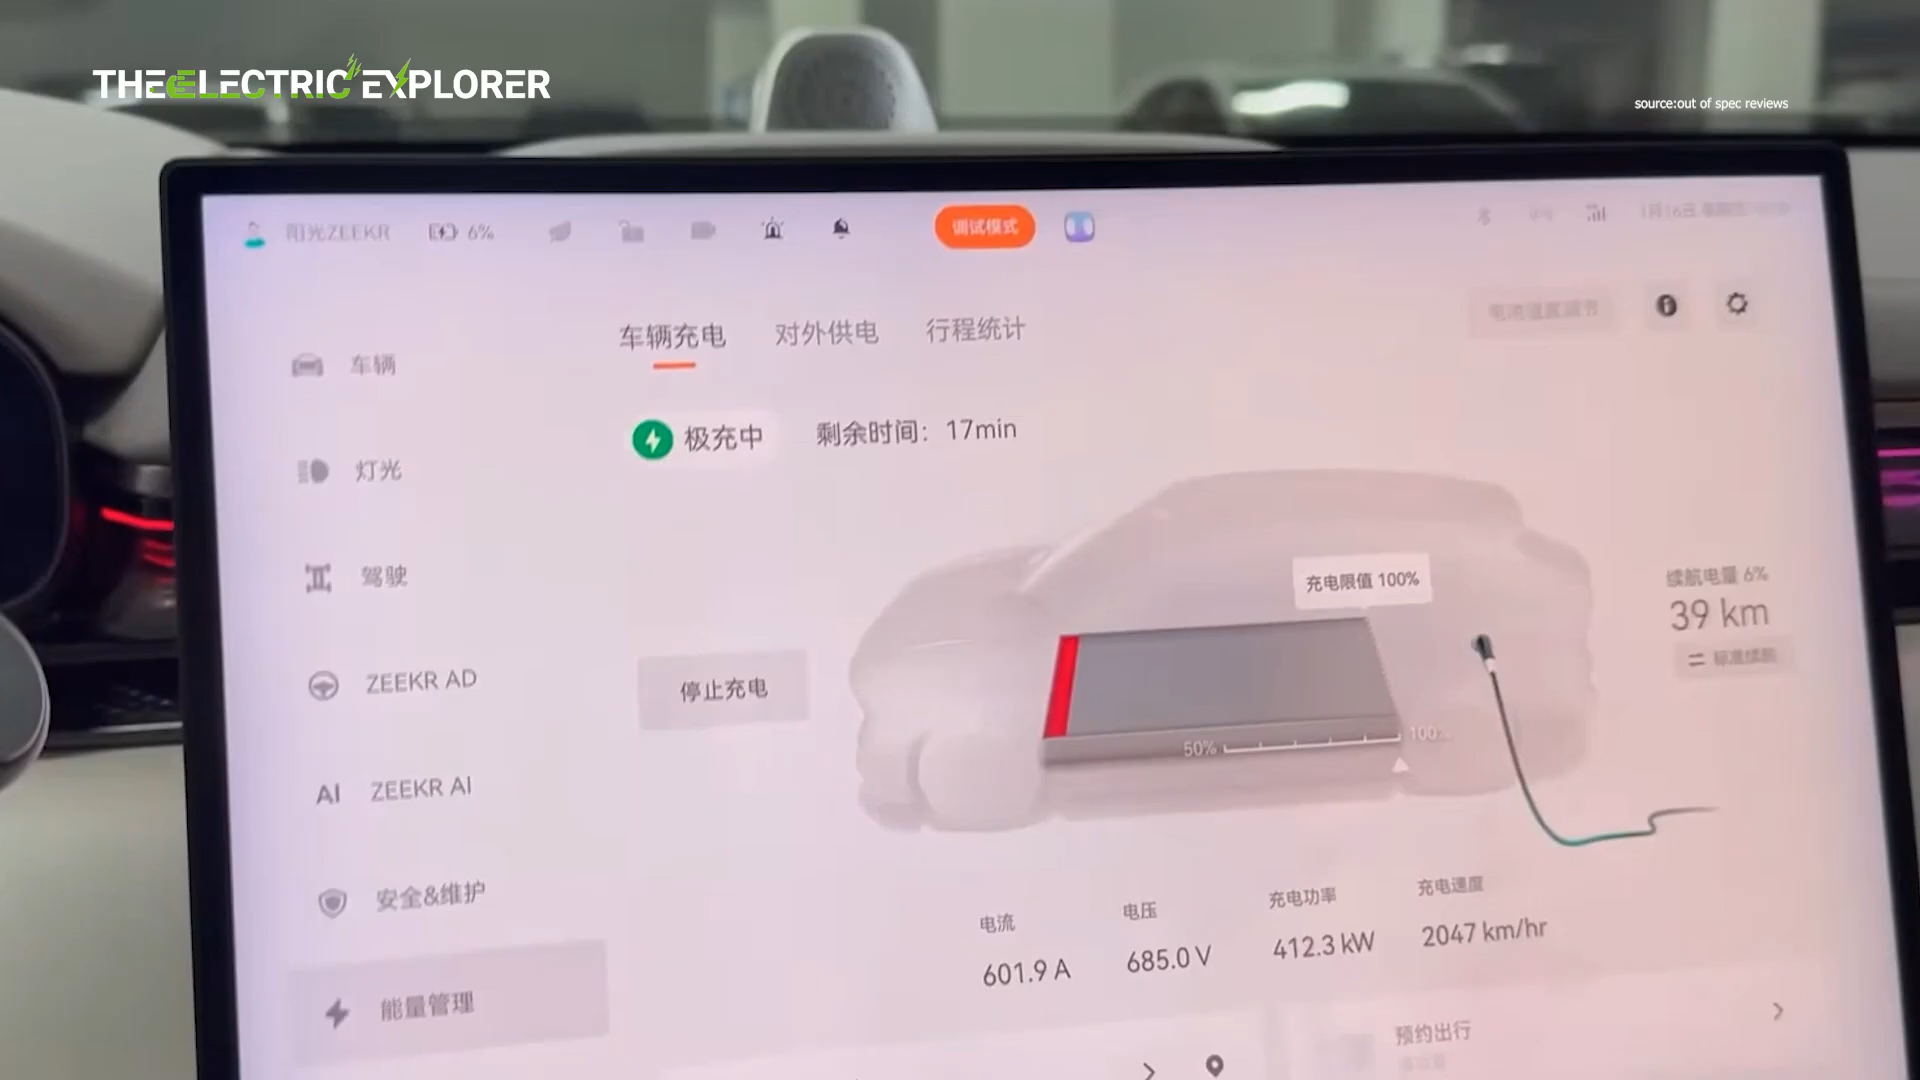 THE ELECTRIC EXPLORER
source:out of spec reviews
阳光ZEEKR 6%
调试模式
车辆充电 对外供电 行程统计
车辆
极充中 剩余时间：17min
灯光
驾驶
充电限值 100%
续航电量 6%
39 km
标准续航
ZEEKR AD
停止充电
50% 100%
AI ZEEKR AI
安全&维护
电流 电压 充电功率 充电速度
601.9 A 685.0 V 412.3 kW 2047 km/hr
能量管理
预约出行